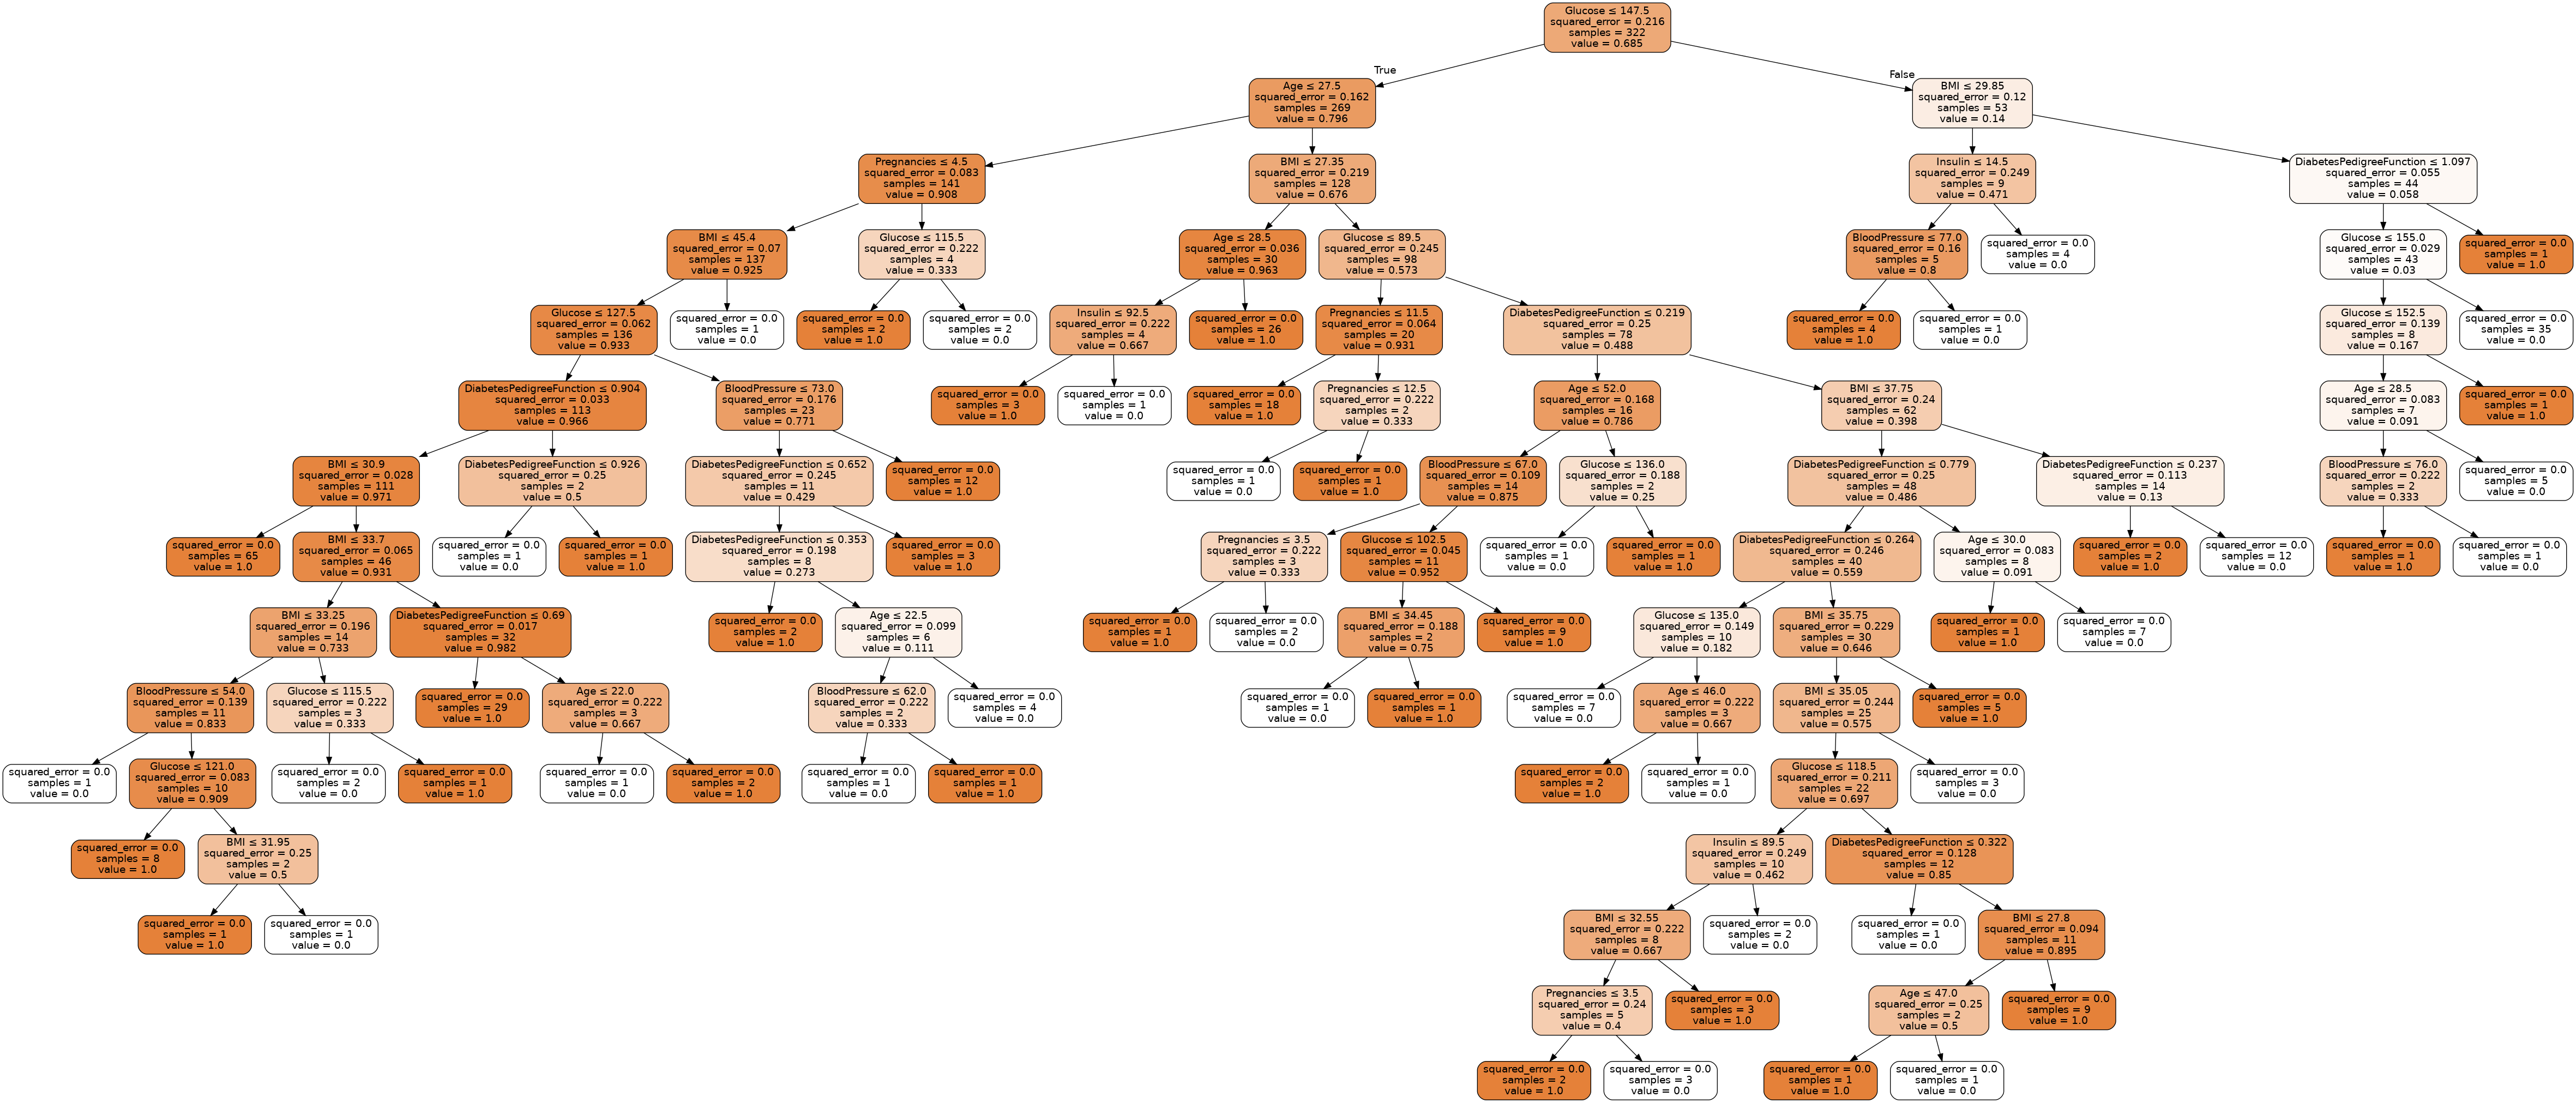 Glucose ≤ 147.5
squared_error = 0.216
samples = 322
value = 0.685
True
False
Age ≤ 27.5
squared_error = 0.162
samples = 269
value = 0.796
BMI ≤ 29.85
squared_error = 0.12
samples = 53
value = 0.14
Pregnancies ≤ 4.5
squared_error = 0.083
samples = 141
value = 0.908
BMI ≤ 27.35
squared_error = 0.219
samples = 128
value = 0.676
Insulin ≤ 14.5
squared_error = 0.249
samples = 9
value = 0.471
DiabetesPedigreeFunction ≤ 1.097
squared_error = 0.055
samples = 44
value = 0.058
BMI ≤ 45.4
squared_error = 0.07
samples = 137
value = 0.925
Glucose ≤ 115.5
squared_error = 0.222
samples = 4
value = 0.333
Age ≤ 28.5
squared_error = 0.036
samples = 30
value = 0.963
Glucose ≤ 89.5
squared_error = 0.245
samples = 98
value = 0.573
BloodPressure ≤ 77.0
squared_error = 0.16
samples = 5
value = 0.8
squared_error = 0.0
samples = 4
value = 0.0
Glucose ≤ 155.0
squared_error = 0.029
samples = 43
value = 0.03
squared_error = 0.0
samples = 1
value = 1.0
Glucose ≤ 127.5
squared_error = 0.062
samples = 136
value = 0.933
squared_error = 0.0
samples = 1
value = 0.0
squared_error = 0.0
samples = 2
value = 1.0
squared_error = 0.0
samples = 2
value = 0.0
Insulin ≤ 92.5
squared_error = 0.222
samples = 4
value = 0.667
squared_error = 0.0
samples = 26
value = 1.0
Pregnancies ≤ 11.5
squared_error = 0.064
samples = 20
value = 0.931
DiabetesPedigreeFunction ≤ 0.219
squared_error = 0.25
samples = 78
value = 0.488
squared_error = 0.0
samples = 4
value = 1.0
squared_error = 0.0
samples = 1
value = 0.0
Glucose ≤ 152.5
squared_error = 0.139
samples = 8
value = 0.167
squared_error = 0.0
samples = 35
value = 0.0
DiabetesPedigreeFunction ≤ 0.904
squared_error = 0.033
samples = 113
value = 0.966
BloodPressure ≤ 73.0
squared_error = 0.176
samples = 23
value = 0.771
squared_error = 0.0
samples = 3
value = 1.0
squared_error = 0.0
samples = 1
value = 0.0
squared_error = 0.0
samples = 18
value = 1.0
Pregnancies ≤ 12.5
squared_error = 0.222
samples = 2
value = 0.333
Age ≤ 52.0
squared_error = 0.168
samples = 16
value = 0.786
BMI ≤ 37.75
squared_error = 0.24
samples = 62
value = 0.398
Age ≤ 28.5
squared_error = 0.083
samples = 7
value = 0.091
squared_error = 0.0
samples = 1
value = 1.0
BMI ≤ 30.9
squared_error = 0.028
samples = 111
value = 0.971
DiabetesPedigreeFunction ≤ 0.926
squared_error = 0.25
samples = 2
value = 0.5
DiabetesPedigreeFunction ≤ 0.652
squared_error = 0.245
samples = 11
value = 0.429
squared_error = 0.0
samples = 12
value = 1.0
squared_error = 0.0
samples = 1
value = 0.0
squared_error = 0.0
samples = 1
value = 1.0
BloodPressure ≤ 67.0
squared_error = 0.109
samples = 14
value = 0.875
Glucose ≤ 136.0
squared_error = 0.188
samples = 2
value = 0.25
DiabetesPedigreeFunction ≤ 0.779
squared_error = 0.25
samples = 48
value = 0.486
DiabetesPedigreeFunction ≤ 0.237
squared_error = 0.113
samples = 14
value = 0.13
BloodPressure ≤ 76.0
squared_error = 0.222
samples = 2
value = 0.333
squared_error = 0.0
samples = 5
value = 0.0
squared_error = 0.0
samples = 65
value = 1.0
BMI ≤ 33.7
squared_error = 0.065
samples = 46
value = 0.931
squared_error = 0.0
samples = 1
value = 0.0
squared_error = 0.0
samples = 1
value = 1.0
DiabetesPedigreeFunction ≤ 0.353
squared_error = 0.198
samples = 8
value = 0.273
squared_error = 0.0
samples = 3
value = 1.0
Pregnancies ≤ 3.5
squared_error = 0.222
samples = 3
value = 0.333
Glucose ≤ 102.5
squared_error = 0.045
samples = 11
value = 0.952
squared_error = 0.0
samples = 1
value = 0.0
squared_error = 0.0
samples = 1
value = 1.0
DiabetesPedigreeFunction ≤ 0.264
squared_error = 0.246
samples = 40
value = 0.559
Age ≤ 30.0
squared_error = 0.083
samples = 8
value = 0.091
squared_error = 0.0
samples = 2
value = 1.0
squared_error = 0.0
samples = 12
value = 0.0
squared_error = 0.0
samples = 1
value = 1.0
squared_error = 0.0
samples = 1
value = 0.0
BMI ≤ 33.25
squared_error = 0.196
samples = 14
value = 0.733
DiabetesPedigreeFunction ≤ 0.69
squared_error = 0.017
samples = 32
value = 0.982
squared_error = 0.0
samples = 2
value = 1.0
Age ≤ 22.5
squared_error = 0.099
samples = 6
value = 0.111
squared_error = 0.0
samples = 1
value = 1.0
squared_error = 0.0
samples = 2
value = 0.0
BMI ≤ 34.45
squared_error = 0.188
samples = 2
value = 0.75
squared_error = 0.0
samples = 9
value = 1.0
Glucose ≤ 135.0
squared_error = 0.149
samples = 10
value = 0.182
BMI ≤ 35.75
squared_error = 0.229
samples = 30
value = 0.646
squared_error = 0.0
samples = 1
value = 1.0
squared_error = 0.0
samples = 7
value = 0.0
BloodPressure ≤ 54.0
squared_error = 0.139
samples = 11
value = 0.833
Glucose ≤ 115.5
squared_error = 0.222
samples = 3
value = 0.333
squared_error = 0.0
samples = 29
value = 1.0
Age ≤ 22.0
squared_error = 0.222
samples = 3
value = 0.667
BloodPressure ≤ 62.0
squared_error = 0.222
samples = 2
value = 0.333
squared_error = 0.0
samples = 4
value = 0.0
squared_error = 0.0
samples = 1
value = 0.0
squared_error = 0.0
samples = 1
value = 1.0
squared_error = 0.0
samples = 7
value = 0.0
Age ≤ 46.0
squared_error = 0.222
samples = 3
value = 0.667
BMI ≤ 35.05
squared_error = 0.244
samples = 25
value = 0.575
squared_error = 0.0
samples = 5
value = 1.0
squared_error = 0.0
samples = 1
value = 0.0
Glucose ≤ 121.0
squared_error = 0.083
samples = 10
value = 0.909
squared_error = 0.0
samples = 2
value = 0.0
squared_error = 0.0
samples = 1
value = 1.0
squared_error = 0.0
samples = 1
value = 0.0
squared_error = 0.0
samples = 2
value = 1.0
squared_error = 0.0
samples = 1
value = 0.0
squared_error = 0.0
samples = 1
value = 1.0
squared_error = 0.0
samples = 2
value = 1.0
squared_error = 0.0
samples = 1
value = 0.0
Glucose ≤ 118.5
squared_error = 0.211
samples = 22
value = 0.697
squared_error = 0.0
samples = 3
value = 0.0
squared_error = 0.0
samples = 8
value = 1.0
BMI ≤ 31.95
squared_error = 0.25
samples = 2
value = 0.5
Insulin ≤ 89.5
squared_error = 0.249
samples = 10
value = 0.462
DiabetesPedigreeFunction ≤ 0.322
squared_error = 0.128
samples = 12
value = 0.85
squared_error = 0.0
samples = 1
value = 1.0
squared_error = 0.0
samples = 1
value = 0.0
BMI ≤ 32.55
squared_error = 0.222
samples = 8
value = 0.667
squared_error = 0.0
samples = 2
value = 0.0
squared_error = 0.0
samples = 1
value = 0.0
BMI ≤ 27.8
squared_error = 0.094
samples = 11
value = 0.895
Pregnancies ≤ 3.5
squared_error = 0.24
samples = 5
value = 0.4
squared_error = 0.0
samples = 3
value = 1.0
Age ≤ 47.0
squared_error = 0.25
samples = 2
value = 0.5
squared_error = 0.0
samples = 9
value = 1.0
squared_error = 0.0
samples = 2
value = 1.0
squared_error = 0.0
samples = 3
value = 0.0
squared_error = 0.0
samples = 1
value = 1.0
squared_error = 0.0
samples = 1
value = 0.0